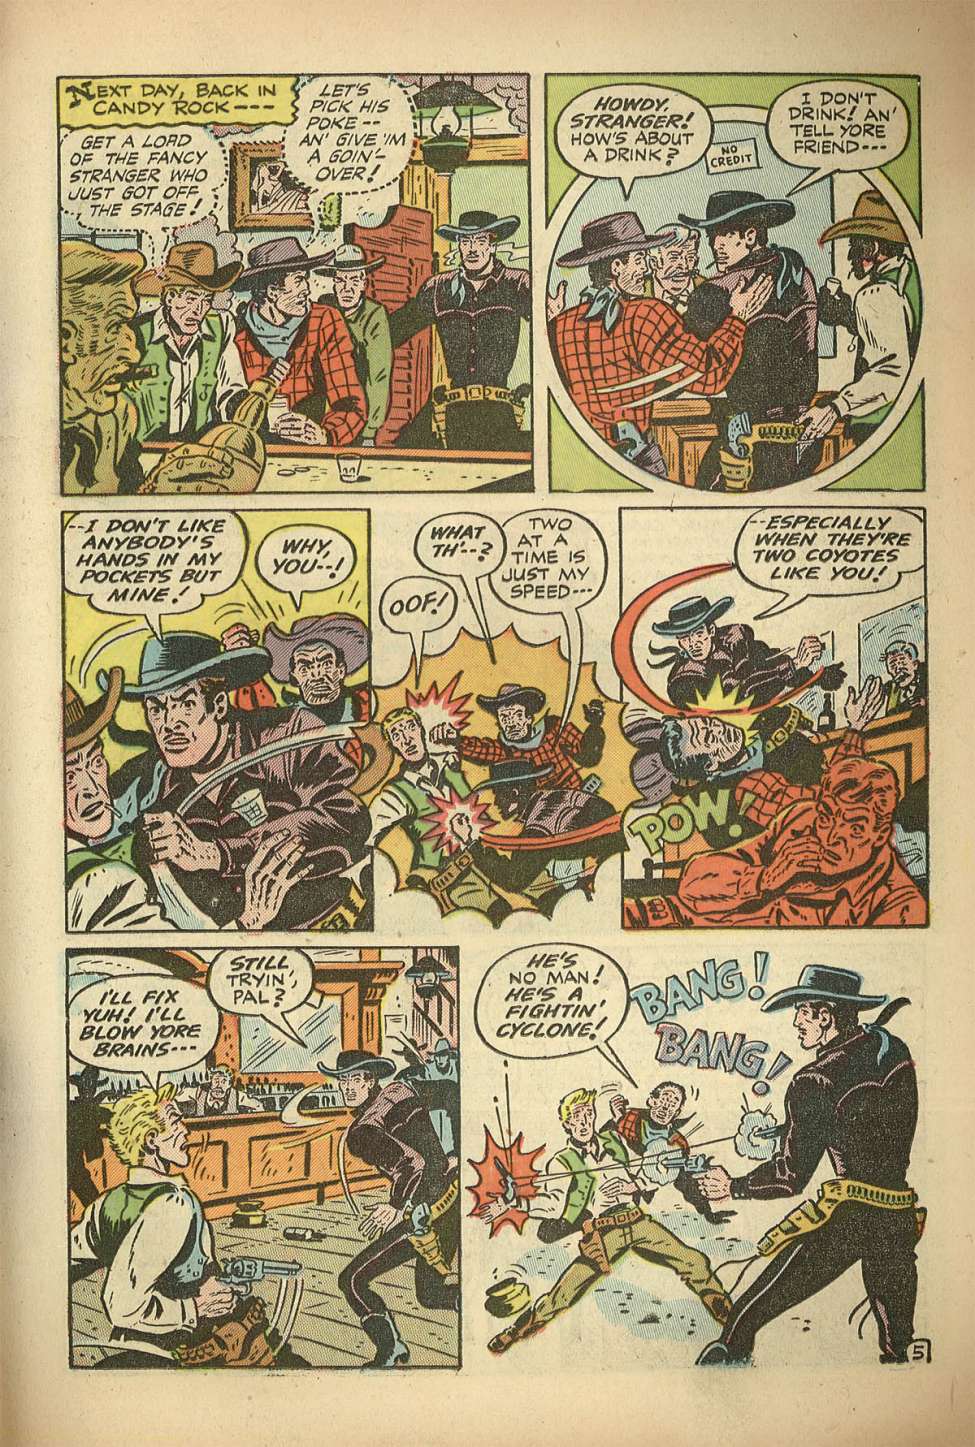 NEXT DAY, BACK IN
CANDY ROCK---
GET A LORD
OF THE FANCY
STRANGER WHO
JUST GOT OFF
THE STAGE!
LET'S
PICK HIS
POKE--
AN' GIVE 'IM
A GOIN'-
OVER!
HOWDY,
STRANGER!
HOW'S ABOUT
A DRINK?
NO
CREDIT
I DON'T
DRINK! AN'
TELL YORE
FRIEND---
--I DON'T LIKE
ANYBODY'S
HANDS IN MY
POCKETS BUT
MINE!
WHY,
YOU--!
OOF!
WHAT
TH'--?
TWO
AT A
TIME IS
JUST MY
SPEED---
--ESPECIALLY
WHEN THEY'RE
TWO COYOTES
LIKE YOU!
POW!
I'LL FIX
YUH! I'LL
BLOW YORE
BRAINS---
STILL
TRYIN',
PAL?
HE'S
NO MAN!
HE'S A
FIGHTIN'
CYCLONE!
BANG!
BANG!
5